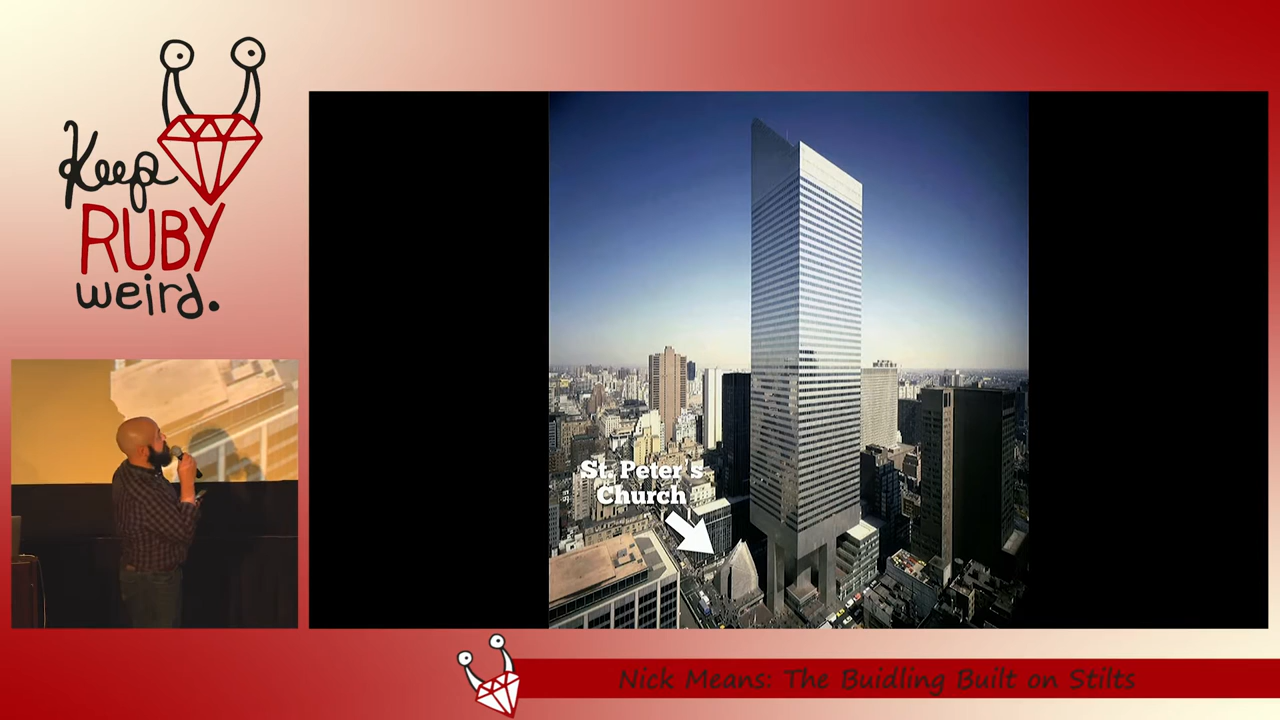 Keep
RUBY
weird.
St. Peter's
Church
Nick Means: The Buidling Built on Stilts